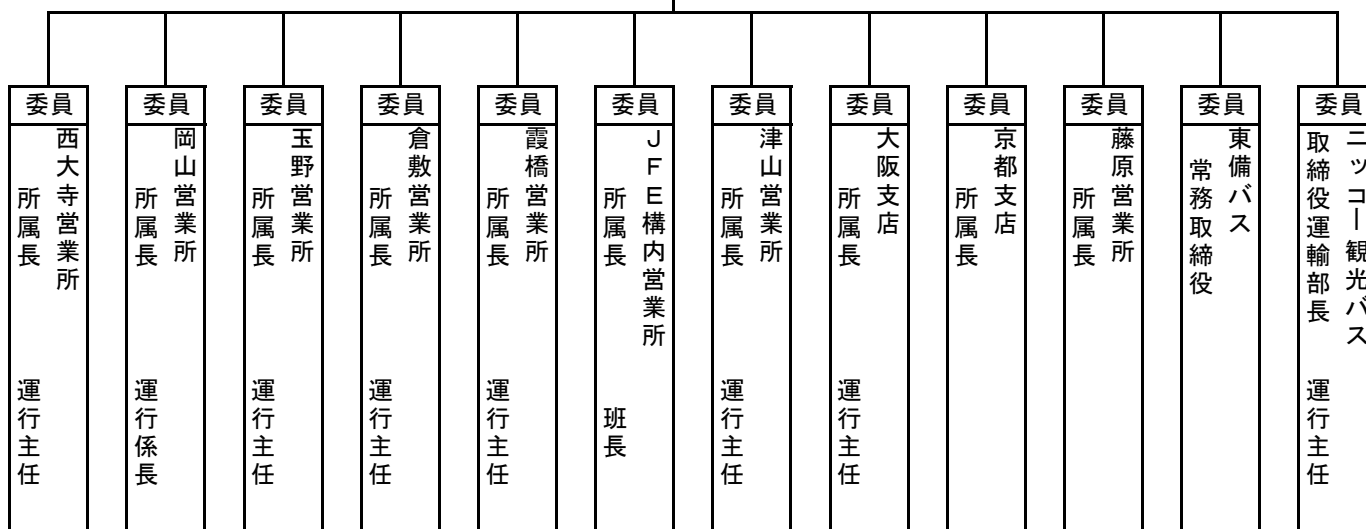 委員
西大寺営業所
所属長
運行主任
委員
岡山営業所
所属長
運行係長
委員
玉野営業所
所属長
運行主任
委員
倉敷営業所
所属長
運行主任
委員
霞橋営業所
所属長
運行主任
委員
JFE構内営業所
所属長
班長
委員
津山営業所
所属長
運行主任
委員
大阪支店
所属長
運行主任
委員
京都支店
所属長
委員
藤原営業所
所属長
委員
東備バス
常務取締役
委員
ニッコー観光バス
取締役運輸部長
運行主任